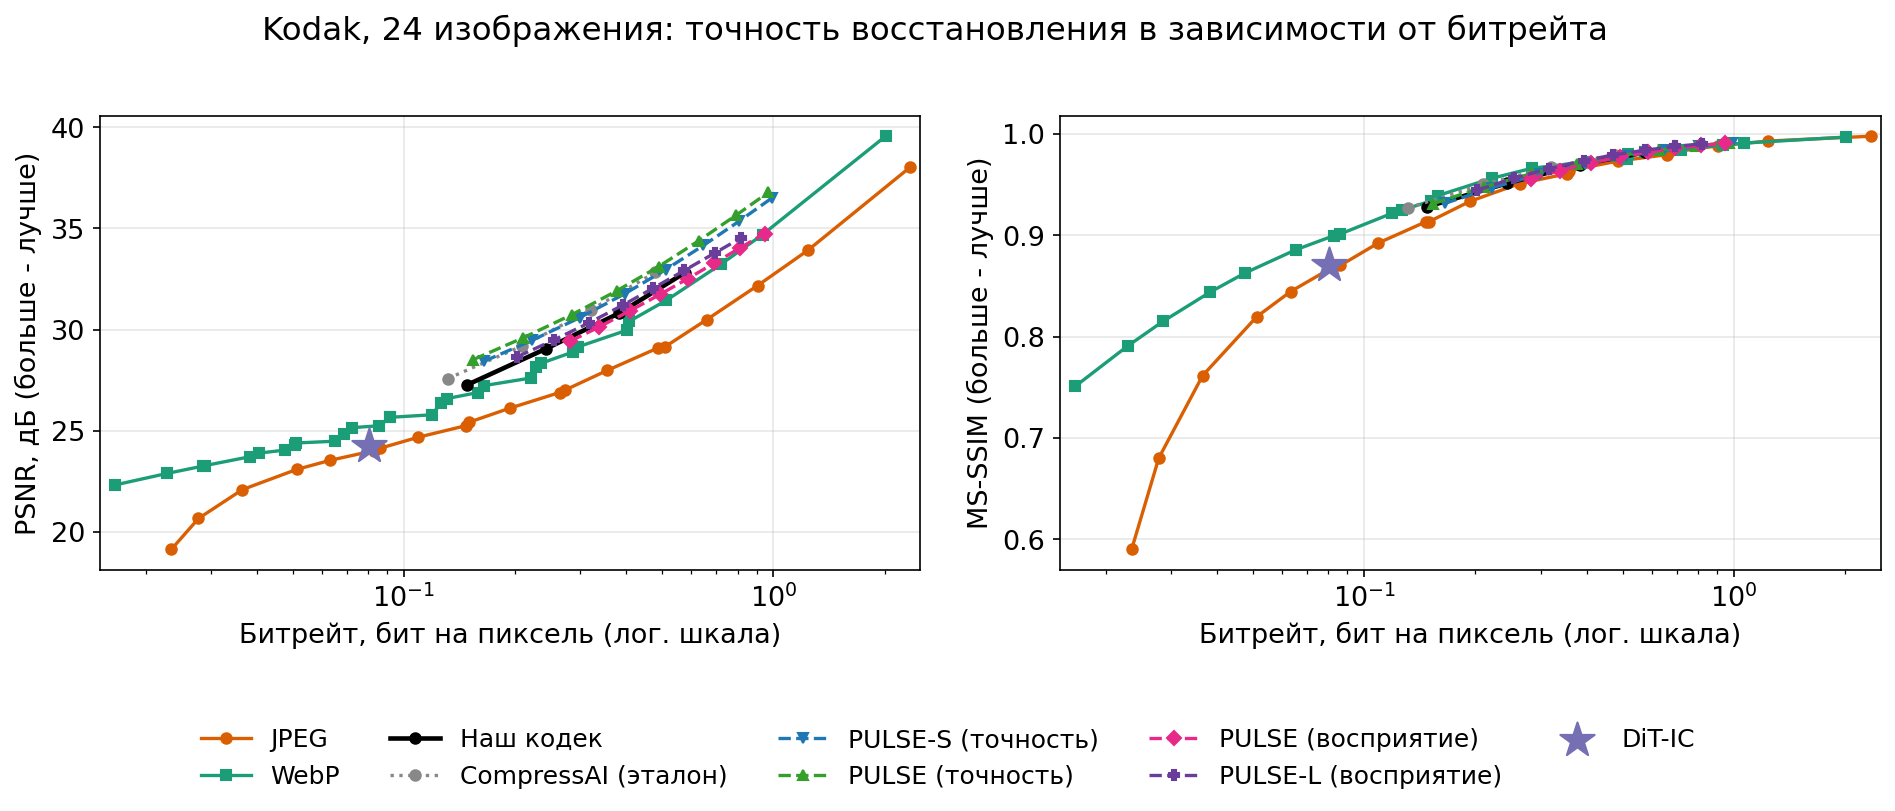 Kodak, 24 изображения: точность восстановления в зависимости от битрейта
PSNR, дБ (больше - лучше)
40
35
30
25
20
10⁻¹
10⁰
Битрейт, бит на пиксель (лог. шкала)
MS-SSIM (больше - лучше)
1.0
0.9
0.8
0.7
0.6
10⁻¹
10⁰
Битрейт, бит на пиксель (лог. шкала)
JPEG
WebP
Наш кодек
CompressAI (эталон)
PULSE-S (точность)
PULSE (точность)
PULSE (восприятие)
PULSE-L (восприятие)
DiT-IC